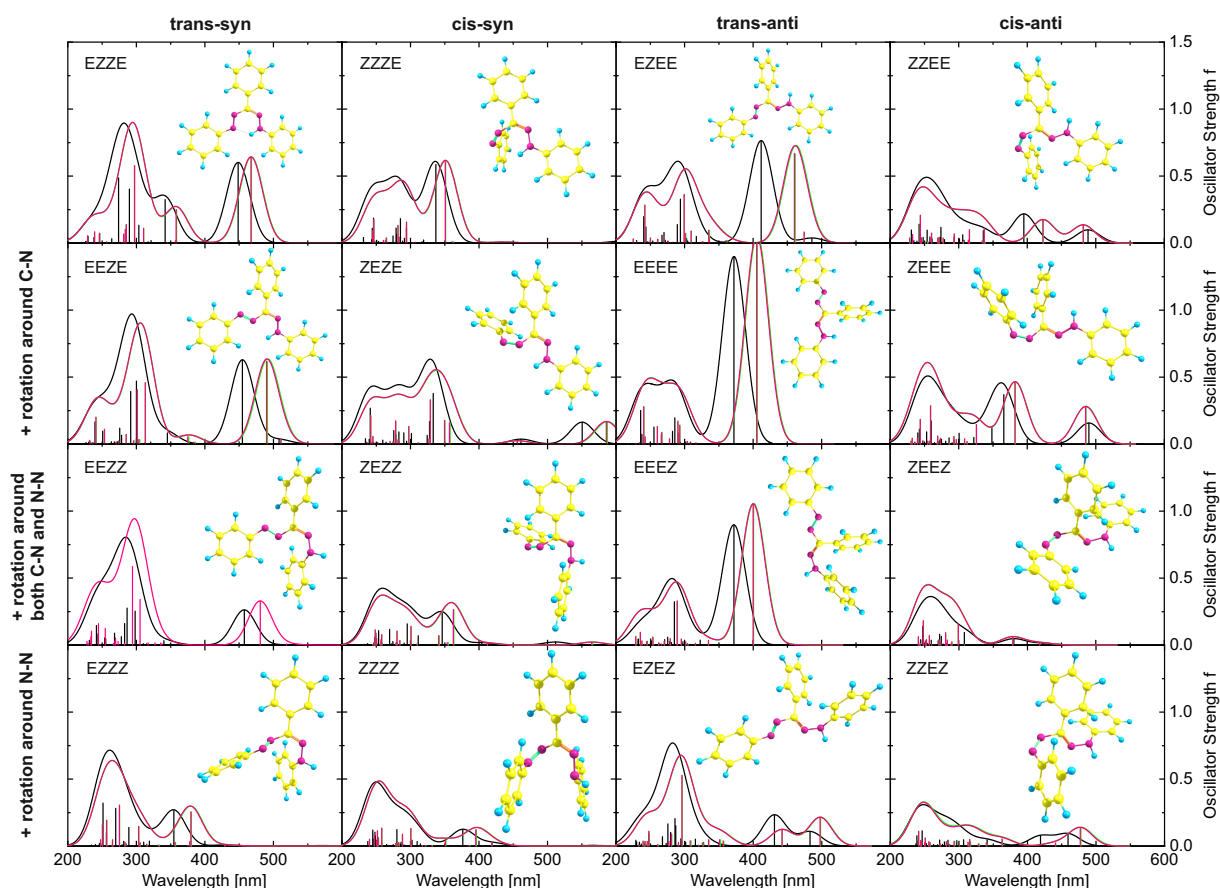 trans-syn cis-syn trans-anti cis-anti
EZZE ZZZE EZEE ZZEE
1.5
1.0
0.5
0.0
Oscillator Strength f
+ rotation around C-N
EEZE ZEZE EEEE ZEEE
1.0
0.5
0.0
Oscillator Strength f
+ rotation around
both C-N and N-N
EEZZ ZEZZ EEEZ ZEEZ
1.0
0.5
0.0
Oscillator Strength f
+ rotation around N-N
EZZZ ZZZZ EZEZ ZZEZ
1.0
0.5
0.0
Oscillator Strength f
200 300 400 500 200 300 400 500 200 300 400 500 200 300 400 500 600
Wavelength [nm] Wavelength [nm] Wavelength [nm] Wavelength [nm]